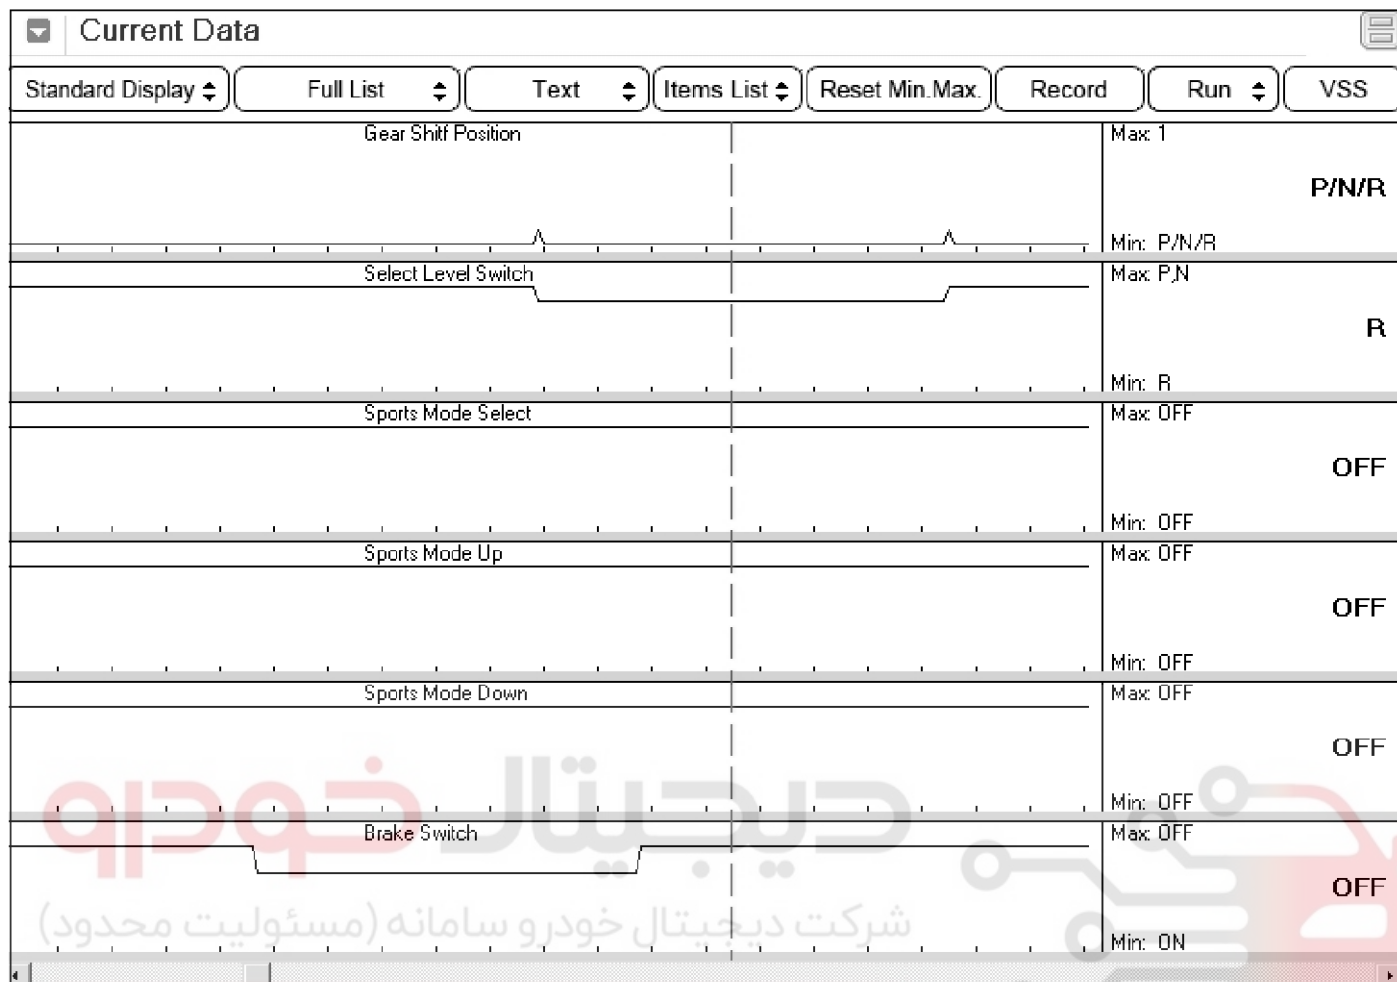 Current Data
Standard Display Full List Text Items List Reset Min.Max. Record Run VSS
Gear Shitf Position Max: 1
P/N/R
Min: P/N/R
Select Level Switch Max: P,N
R
Min: R
Sports Mode Select Max: OFF
OFF
Min: OFF
Sports Mode Up Max: OFF
OFF
Min: OFF
Sports Mode Down Max: OFF
OFF
Min: OFF
دیجیتال خودرو
Brake Switch Max: OFF
OFF
شرکت دیجیتال خودرو سامانه (مسئولیت محدود)
Min: ON